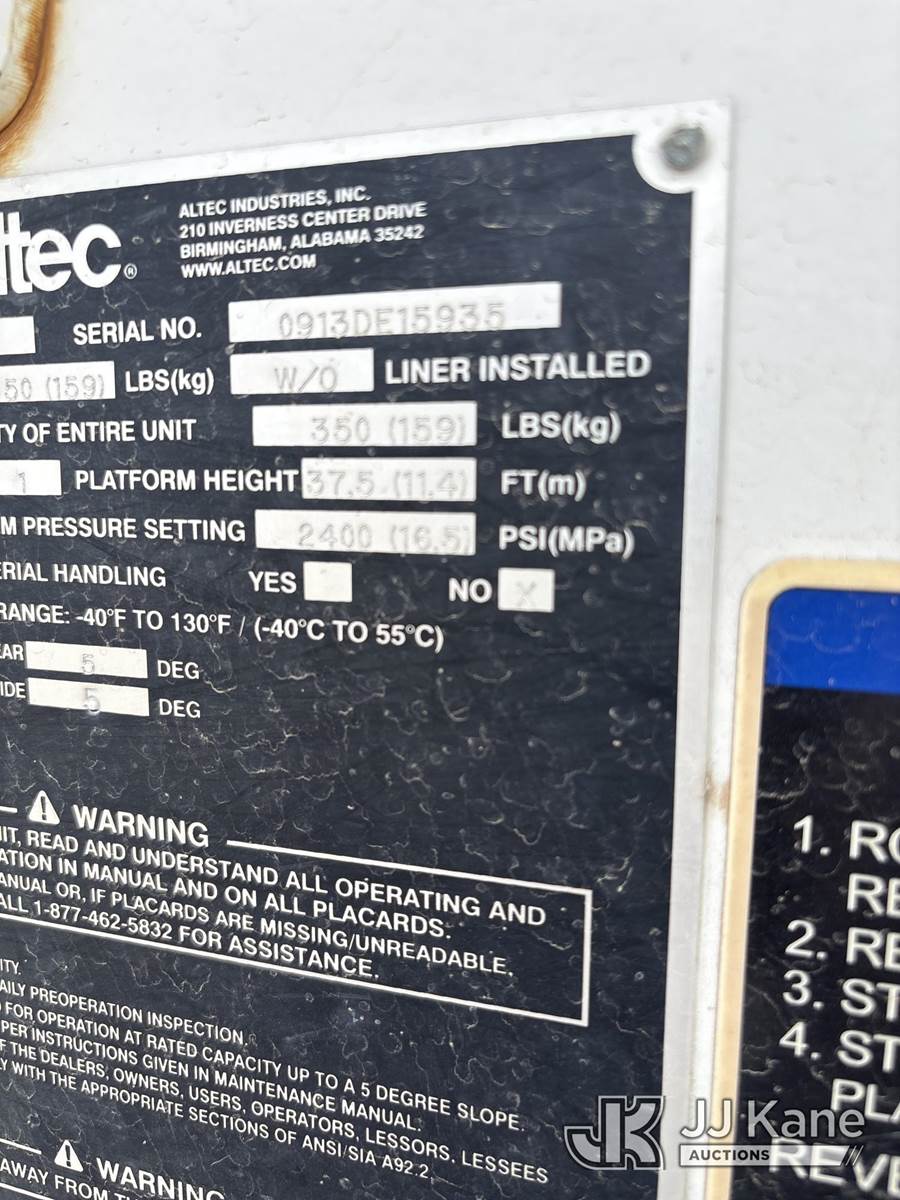 ltec®
ALTEC INDUSTRIES, INC.
210 INVERNESS CENTER DRIVE
BIRMINGHAM, ALABAMA 35242
WWW.ALTEC.COM
SERIAL NO. 0913DE15935
50 (159) LBS(kg) W/O LINER INSTALLED
TY OF ENTIRE UNIT 350 (159) LBS(kg)
1 PLATFORM HEIGHT 37.5 (11.4) FT(m)
M PRESSURE SETTING 2400 (16.5) PSI(MPa)
ERIAL HANDLING YES NO X
RANGE: -40°F TO 130°F / (-40°C TO 55°C)
AR 5 DEG
IDE 5 DEG
WARNING
IT, READ AND UNDERSTAND ALL OPERATING AND
ATION IN MANUAL AND ON ALL PLACARDS.
ANUAL OR, IF PLACARDS ARE MISSING/UNREADABLE,
ALL 1-877-462-5832 FOR ASSISTANCE.
ITY.
AILY PREOPERATION INSPECTION.
FOR OPERATION AT RATED CAPACITY UP TO A 5 DEGREE SLOPE.
PER INSTRUCTIONS GIVEN IN MAINTENANCE MANUAL.
F THE DEALERS, OWNERS, USERS, OPERATORS, LESSORS, LESSEES
Y WITH THE APPROPRIATE SECTIONS OF ANSI/SIA A92.2.
WARNING
AWAY FROM
1. RO
RE
2. RE
3. ST
4. ST
PLA
REVE
JK JJ Kane
AUCTIONS